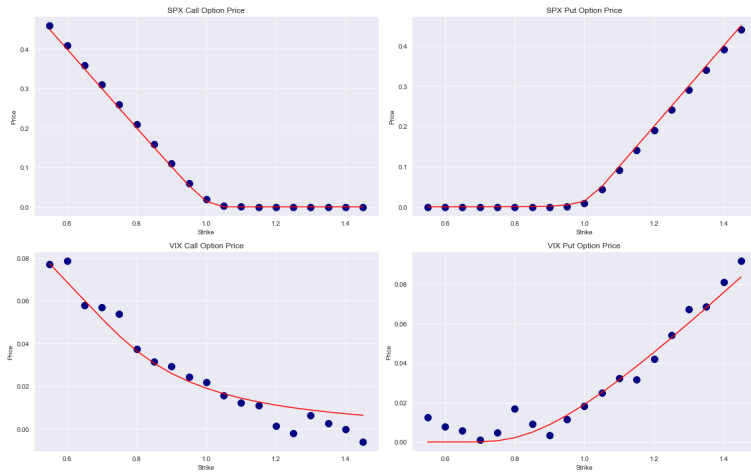 SPX Call Option Price
Price
0.4
0.3
0.2
0.1
0.0
0.6 0.8 1.0 1.2 1.4
Strike
SPX Put Option Price
Price
0.4
0.3
0.2
0.1
0.0
0.6 0.8 1.0 1.2 1.4
Strike
VIX Call Option Price
Price
0.08
0.06
0.04
0.02
0.00
0.6 0.8 1.0 1.2 1.4
Strike
VIX Put Option Price
Price
0.08
0.06
0.04
0.02
0.00
0.6 0.8 1.0 1.2 1.4
Strike